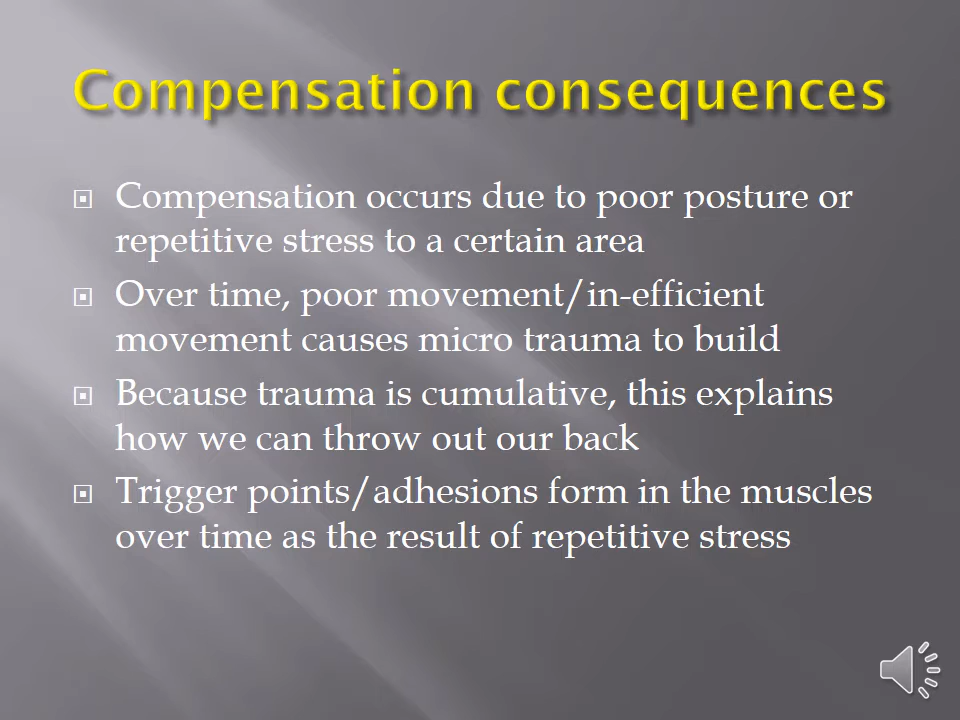 Compensation consequences
Compensation occurs due to poor posture or
repetitive stress to a certain area
Over time, poor movement/in-efficient
movement causes micro trauma to build
Because trauma is cumulative, this explains
how we can throw out our back
Trigger points/adhesions form in the muscles
over time as the result of repetitive stress